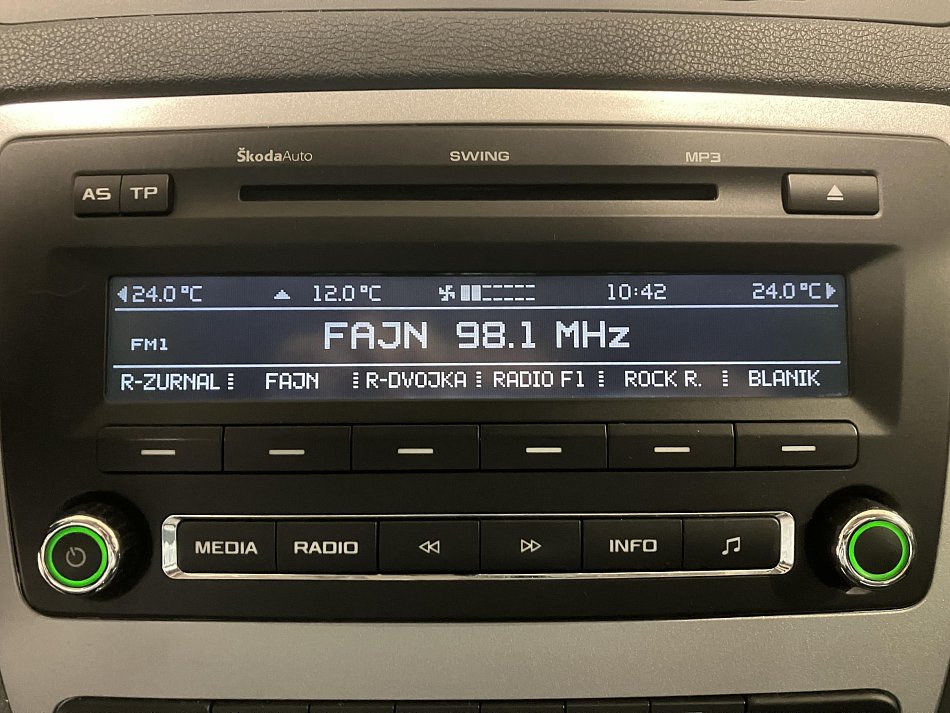 ŠkodaAuto SWING MP3
AS TP
24.0°C 12.0°C 10:42 24.0°C
FM1 FAJN 98.1 MHz
R-ZURNAL FAJN R-DVOJKA RADIO F1 ROCK R. BLANIK
MEDIA RADIO INFO